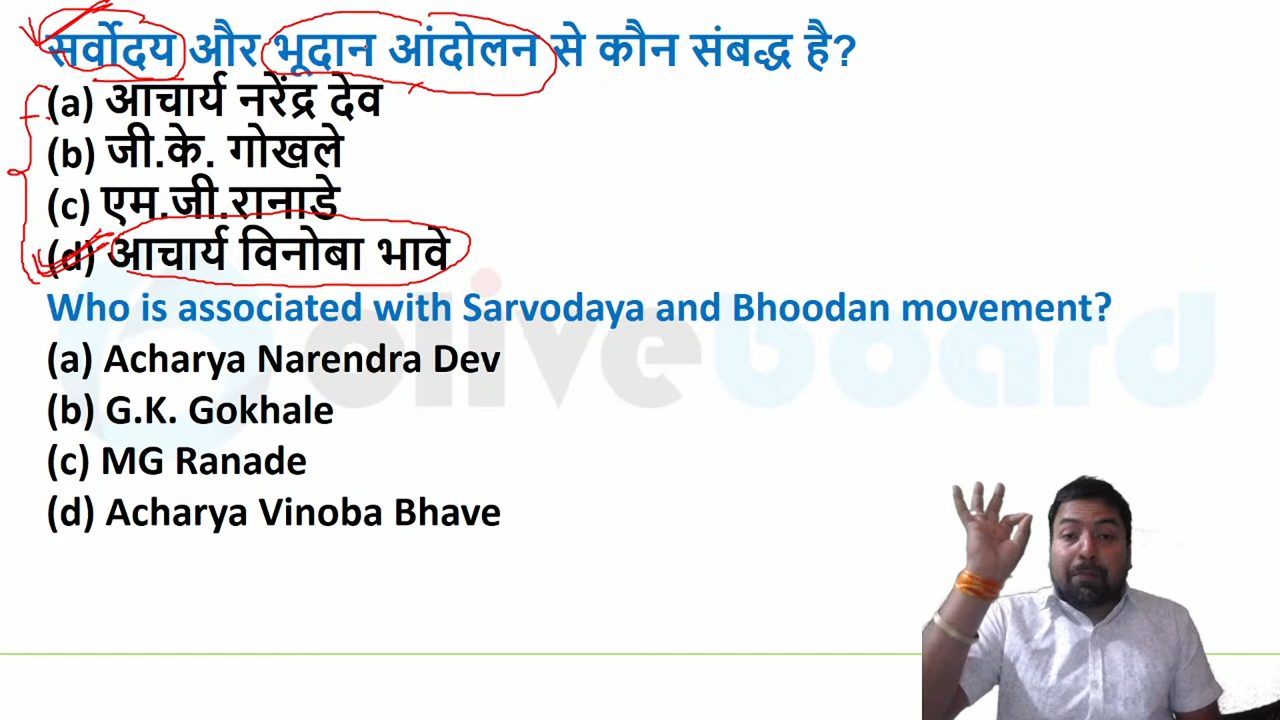 सर्वोदय और भूदान आंदोलन से कौन संबद्ध है?
(a) आचार्य नरेंद्र देव
(b) जी.के. गोखले
(c) एम.जी.रानाडे
(d) आचार्य विनोबा भावे
Who is associated with Sarvodaya and Bhoodan movement?
(a) Acharya Narendra Dev
(b) G.K. Gokhale
(c) MG Ranade
(d) Acharya Vinoba Bhave
oliveboard